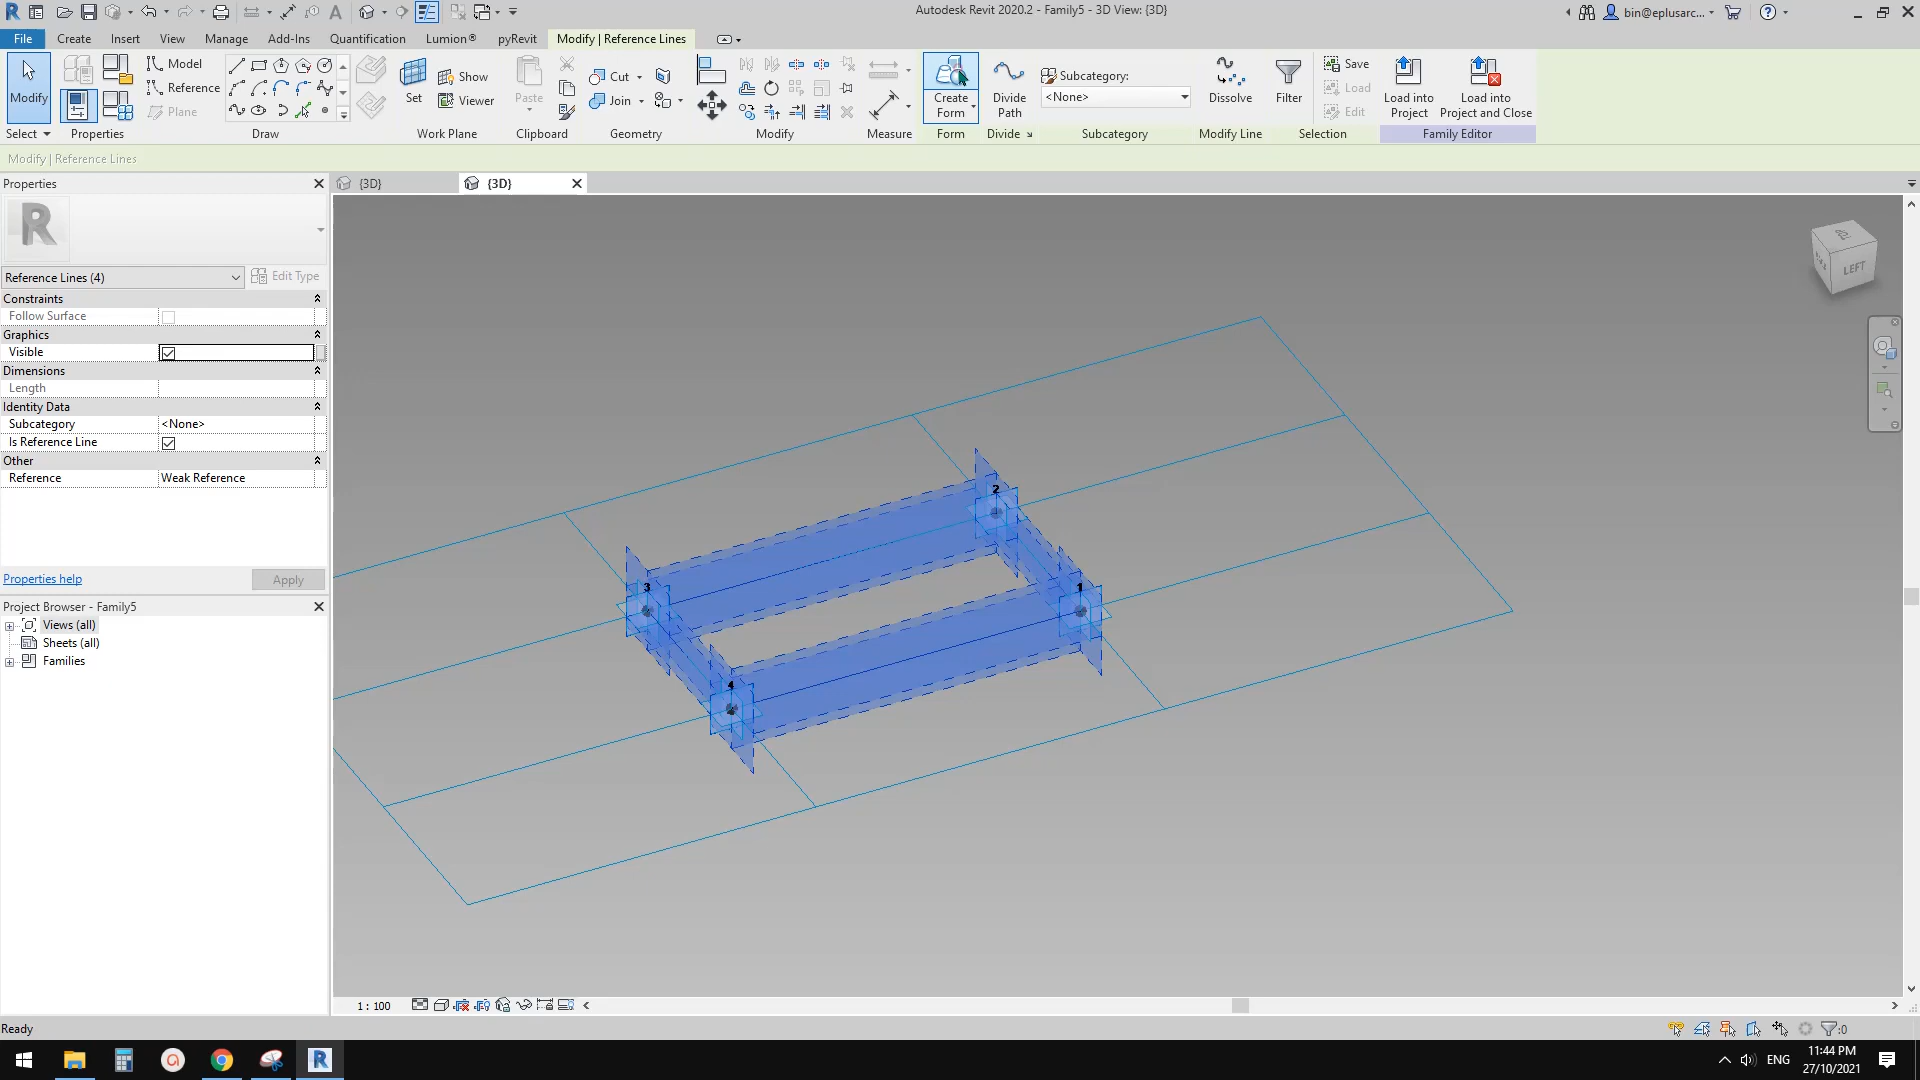 Autodesk Revit 2020.2 - Family5 - 3D View: {3D}
bin@eplusarc...
File Create Insert View Manage Add-Ins Quantification Lumion® pyRevit Modify | Reference Lines
Modify
Select
Properties
Model
Reference
Plane
Draw
Set
Show
Viewer
Work Plane
Paste
Clipboard
Cut
Join
Geometry
Modify
Measure
Create Form
Form
Divide Path
Divide
Subcategory:
<None>
Subcategory
Dissolve
Modify Line
Filter
Save
Load
Edit
Selection
Load into Project
Load into Project and Close
Family Editor
Modify | Reference Lines
Properties
{3D}
{3D}
R
Reference Lines (4)
Edit Type
Constraints
Follow Surface
Graphics
Visible
Dimensions
Length
Identity Data
Subcategory <None>
Is Reference Line
Other
Reference Weak Reference
Properties help
Apply
Project Browser - Family5
Views (all)
Sheets (all)
Families
LEFT
2
3
1
4
1 : 100
Ready
:0
ENG
11:44 PM
27/10/2021